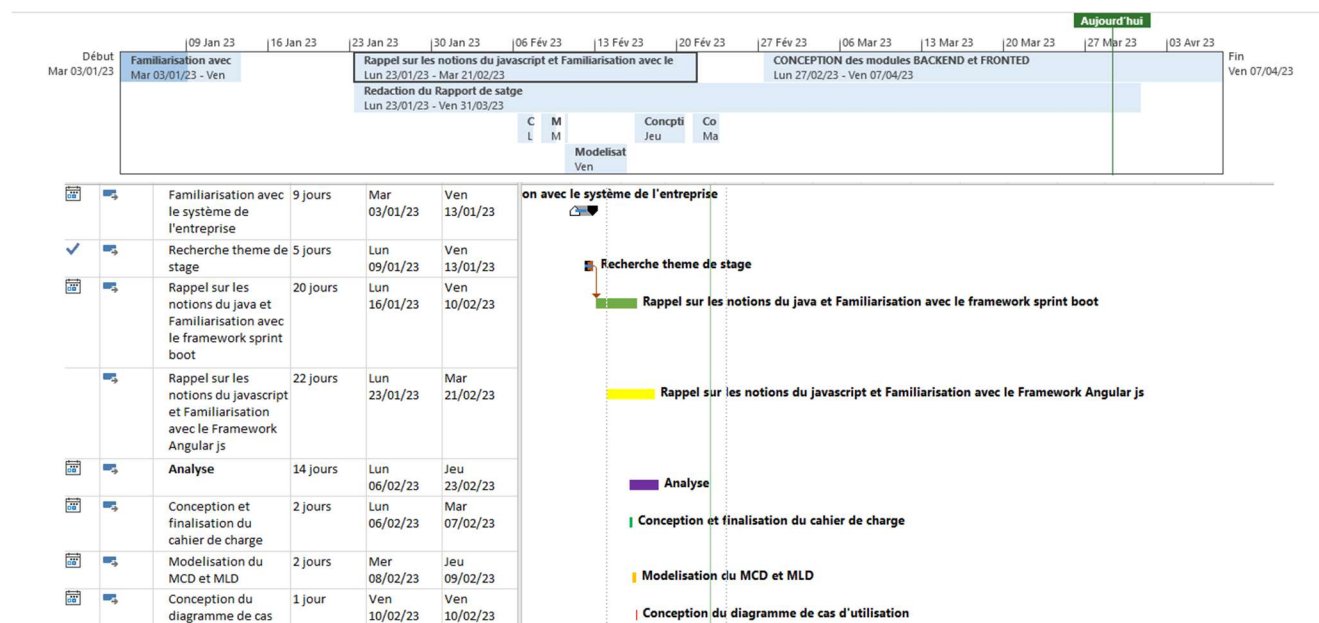 Aujourd'hui
09 Jan 23 16 Jan 23 23 Jan 23 30 Jan 23 06 Fév 23 13 Fév 23 20 Fév 23 27 Fév 23 06 Mar 23 13 Mar 23 20 Mar 23 27 Mar 23 03 Avr 23
Début
Mar 03/01/23
Familiarisation avec
Mar 03/01/23 - Ven
Rappel sur les notions du javascript et Familiarisation avec le
Lun 23/01/23 - Mar 21/02/23
CONCEPTION des modules BACKEND et FRONTED
Lun 27/02/23 - Ven 07/04/23
Fin
Ven 07/04/23
Redaction du Rapport de satge
Lun 23/01/23 - Ven 31/03/23
C M Concpti Co
L M Jeu Ma
Modelisat
Ven
Familiarisation avec 9 jours Mar Ven on avec le système de l'entreprise
le système de 03/01/23 13/01/23
l'entreprise
Recherche theme de 5 jours Lun Ven Recherche theme de stage
stage 09/01/23 13/01/23
Rappel sur les 20 jours Lun Ven Rappel sur les notions du java et Familiarisation avec le framework sprint boot
notions du java et 16/01/23 10/02/23
Familiarisation avec
le framework sprint
boot
Rappel sur les 22 jours Lun Mar Rappel sur les notions du javascript et Familiarisation avec le Framework Angular js
notions du javascript 23/01/23 21/02/23
et Familiarisation
avec le Framework
Angular js
Analyse 14 jours Lun Jeu Analyse
06/02/23 23/02/23
Conception et 2 jours Lun Mar Conception et finalisation du cahier de charge
finalisation du 06/02/23 07/02/23
cahier de charge
Modelisation du 2 jours Mer Jeu Modelisation du MCD et MLD
MCD et MLD 08/02/23 09/02/23
Conception du 1 jour Ven Ven Conception du diagramme de cas d'utilisation
diagramme de cas 10/02/23 10/02/23